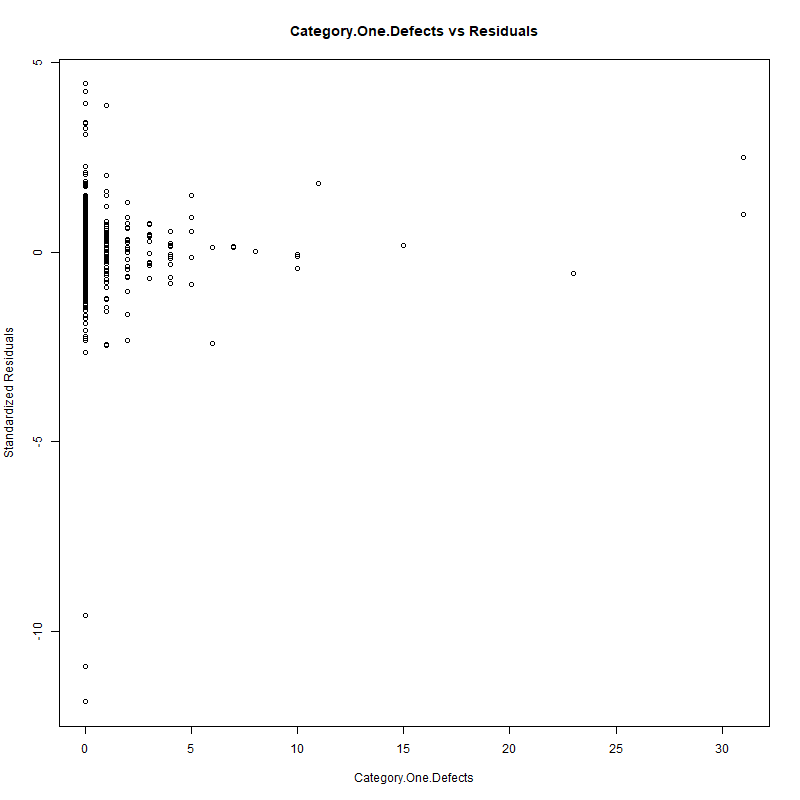 Category.One.Defects vs Residuals
Standardized Residuals
5
0
-5
-10
0 5 10 15 20 25 30
Category.One.Defects